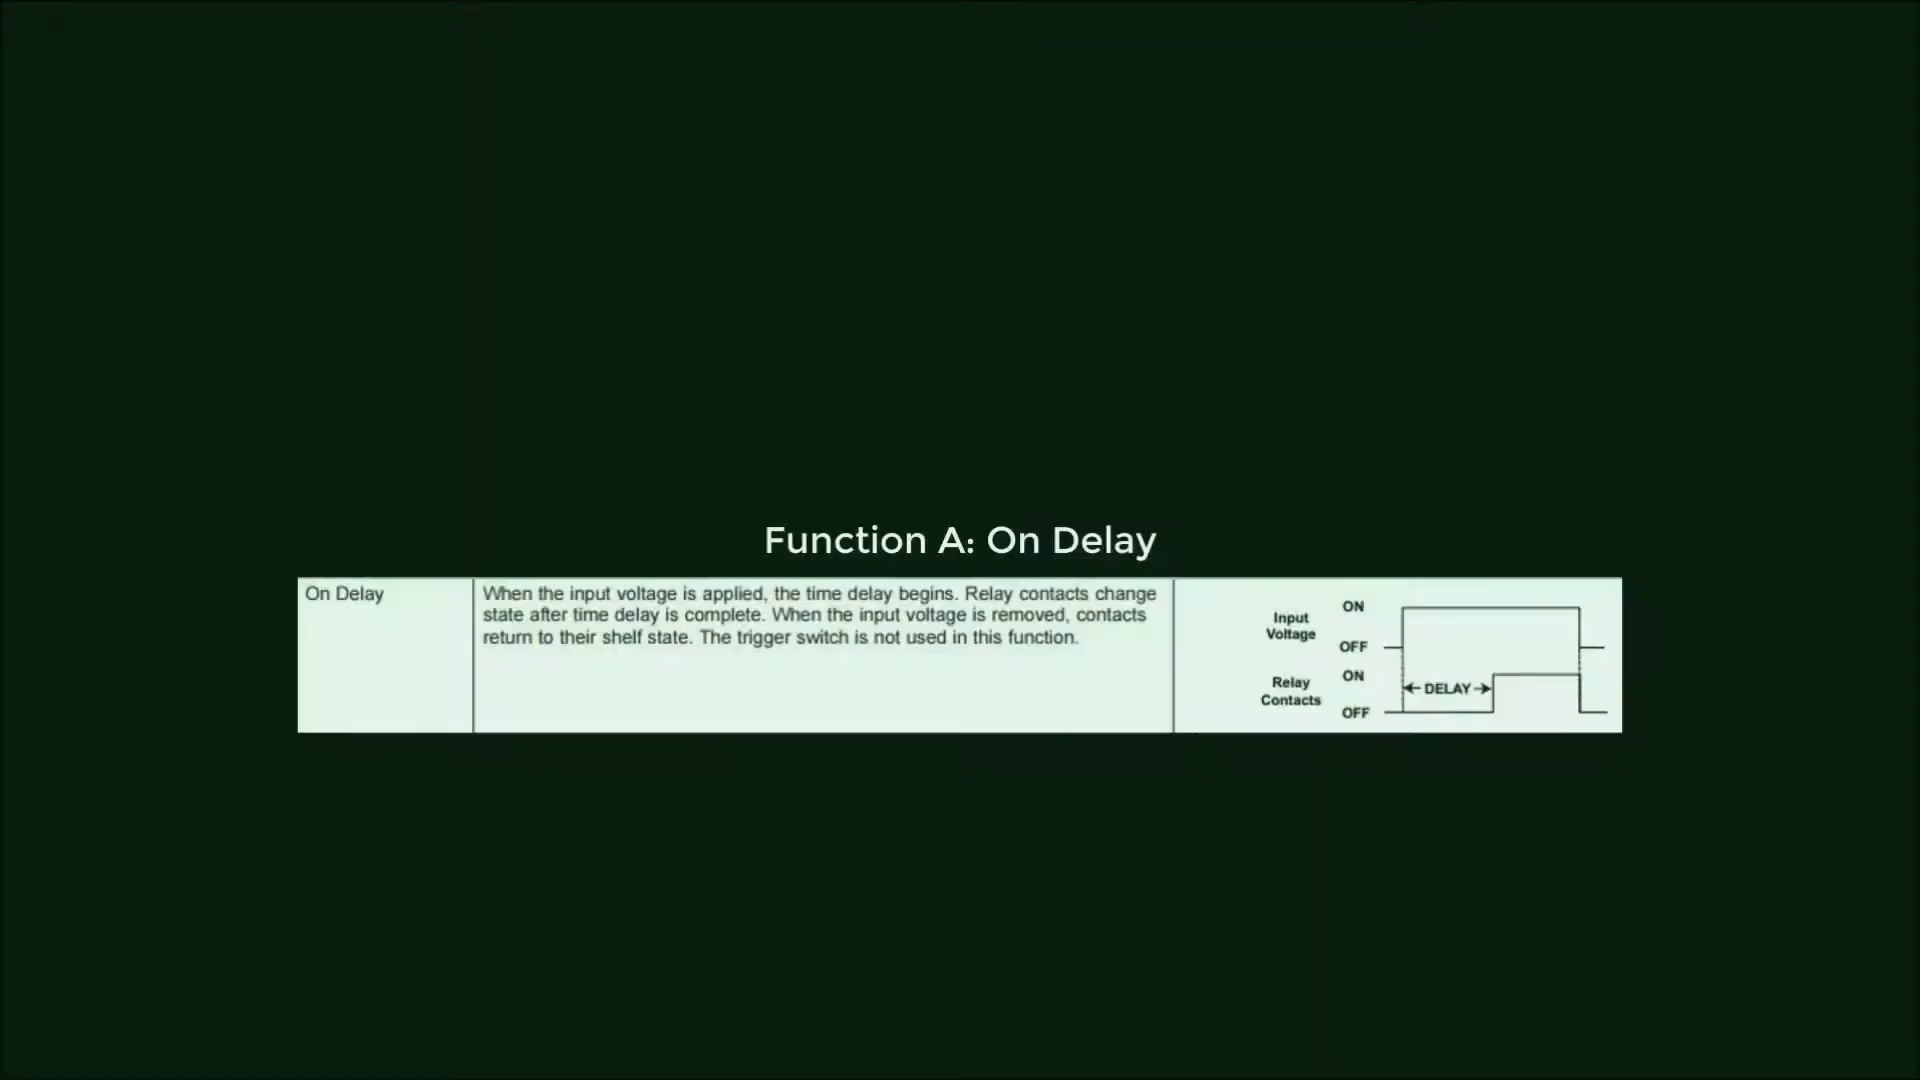 Function A: On Delay
On Delay
When the input voltage is applied, the time delay begins. Relay contacts change
state after time delay is complete. When the input voltage is removed, contacts
return to their shelf state. The trigger switch is not used in this function.
Input
Voltage
ON
OFF
Relay
Contacts
ON
OFF
DELAY